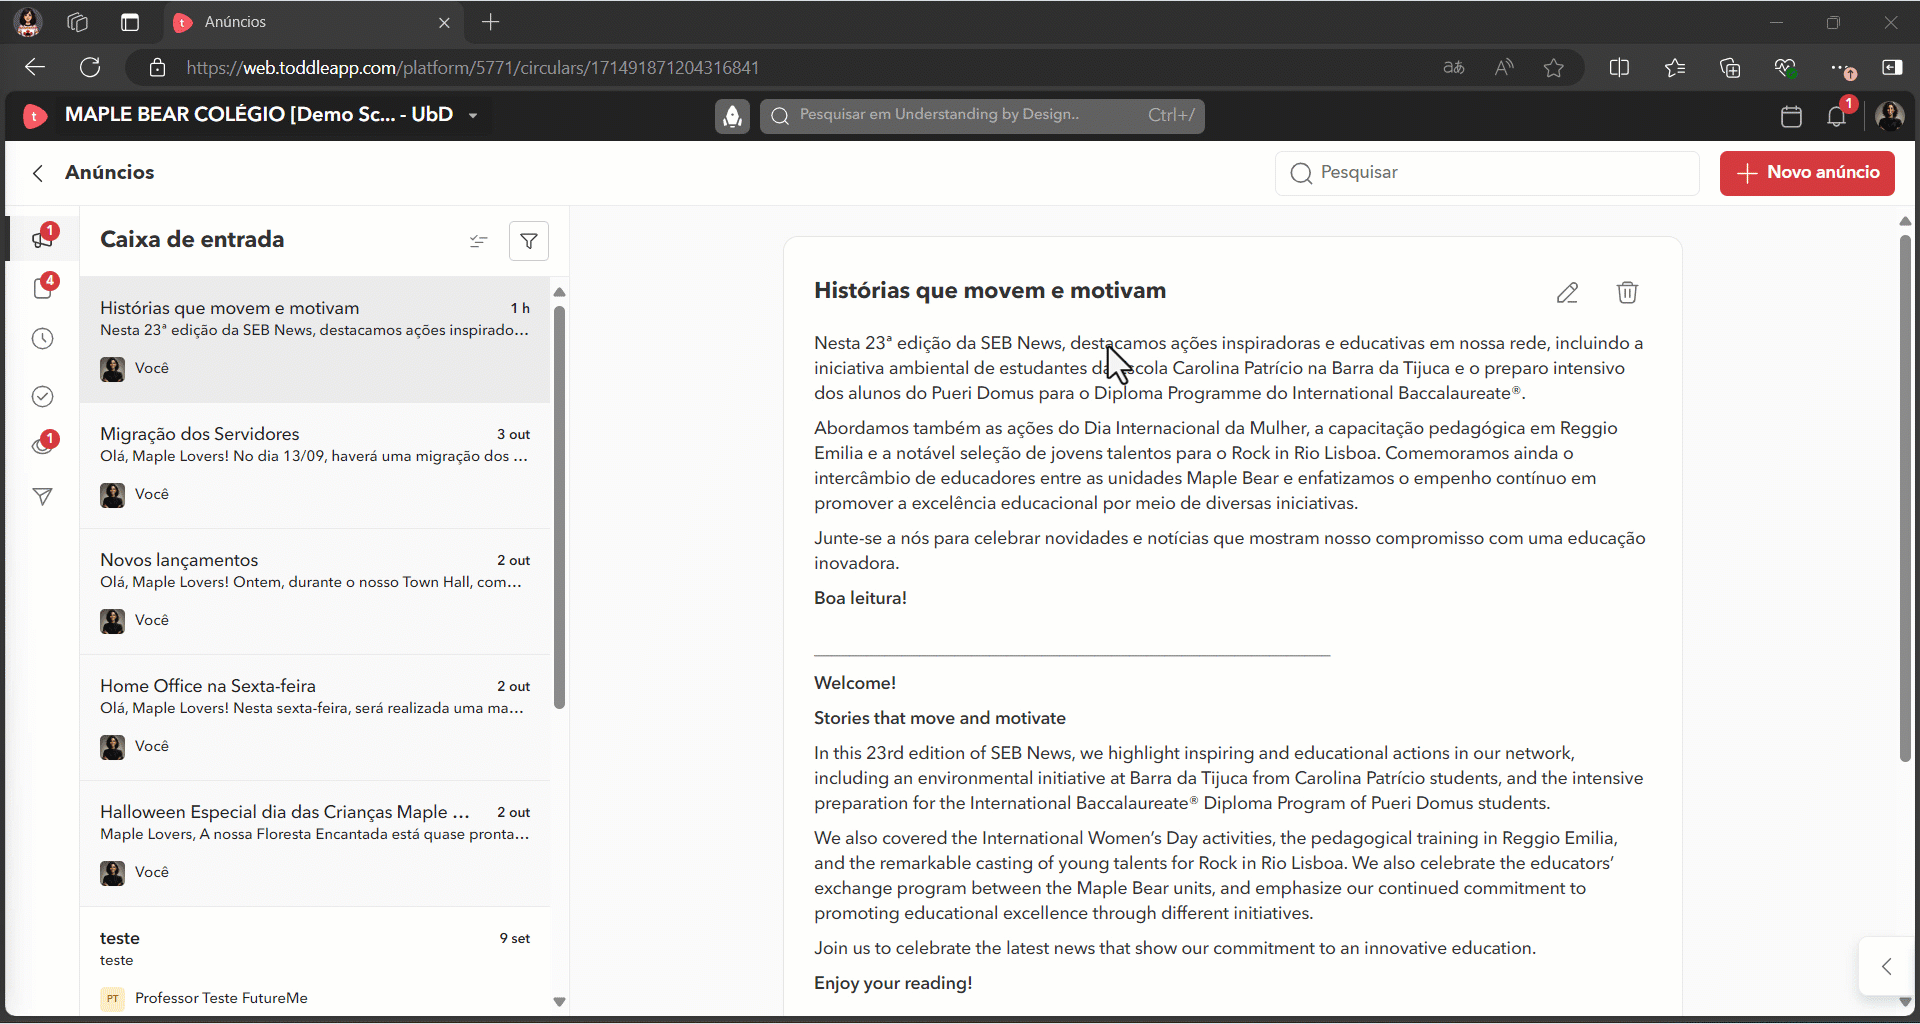 Anúncios
https://web.toddleapp.com/platform/5771/circulars/171491871204316841
aあ
A
MAPLE BEAR COLÉGIO [Demo Sc... - UbD
Pesquisar em Understanding by Design..
Ctrl+/
1
Anúncios
Pesquisar
Novo anúncio
1
4
1
Caixa de entrada
Histórias que movem e motivam
1 h
Nesta 23ª edição da SEB News, destacamos ações inspirado...
Você
Migração dos Servidores
3 out
Olá, Maple Lovers! No dia 13/09, haverá uma migração dos ...
Você
Novos lançamentos
2 out
Olá, Maple Lovers! Ontem, durante o nosso Town Hall, com...
Você
Home Office na Sexta-feira
2 out
Olá, Maple Lovers! Nesta sexta-feira, será realizada uma ma...
Você
Halloween Especial dia das Crianças Maple ...
2 out
Maple Lovers, A nossa Floresta Encantada está quase pronta...
Você
teste
9 set
teste
PT
Professor Teste FutureMe
Histórias que movem e motivam
Nesta 23ª edição da SEB News, destacamos ações inspiradoras e educativas em nossa rede, incluindo a
iniciativa ambiental de estudantes da Escola Carolina Patrício na Barra da Tijuca e o preparo intensivo
dos alunos do Pueri Domus para o Diploma Programme do International Baccalaureate®.
Abordamos também as ações do Dia Internacional da Mulher, a capacitação pedagógica em Reggio
Emilia e a notável seleção de jovens talentos para o Rock in Rio Lisboa. Comemoramos ainda o
intercâmbio de educadores entre as unidades Maple Bear e enfatizamos o empenho contínuo em
promover a excelência educacional por meio de diversas iniciativas.
Junte-se a nós para celebrar novidades e notícias que mostram nosso compromisso com uma educação
inovadora.
Boa leitura!
Welcome!
Stories that move and motivate
In this 23rd edition of SEB News, we highlight inspiring and educational actions in our network,
including an environmental initiative at Barra da Tijuca from Carolina Patrício students, and the intensive
preparation for the International Baccalaureate® Diploma Program of Pueri Domus students.
We also covered the International Women's Day activities, the pedagogical training in Reggio Emilia,
and the remarkable casting of young talents for Rock in Rio Lisboa. We also celebrate the educators'
exchange program between the Maple Bear units, and emphasize our continued commitment to
promoting educational excellence through different initiatives.
Join us to celebrate the latest news that show our commitment to an innovative education.
Enjoy your reading!